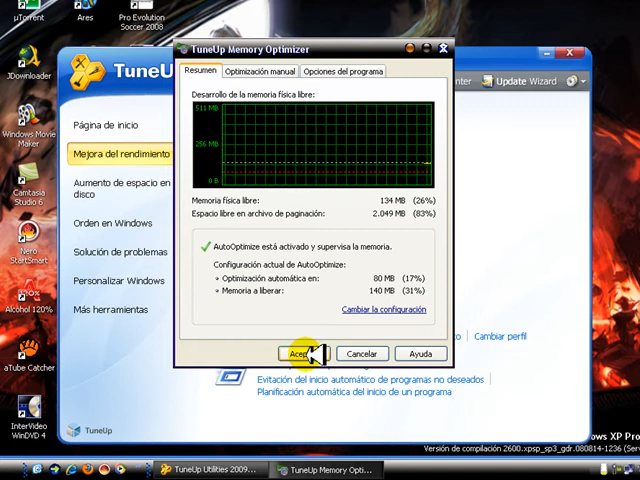 µTorrent
Ares
Pro Evolution
Soccer 2008
JDownloader
Windows Movie
Maker
Camtasia
Studio 6
Nero
StartSmart
Alcohol 120%
aTube Catcher
InterVideo
WinDVD 4
TuneUp
Update Wizard
Página de inicio
Mejora del rendimiento
Aumento de espacio en
disco
Orden en Windows
Solución de problemas
Personalizar Windows
Más herramientas
TuneUp Memory Optimizer
Resumen
Optimización manual
Opciones del programa
Desarrollo de la memoria física libre:
511 MB
256 MB
0 B
Memoria física libre: 134 MB (26%)
Espacio libre en archivo de paginación: 2.049 MB (83%)
AutoOptimize está activado y supervisa la memoria.
Configuración actual de AutoOptimize:
Optimización automática en: 80 MB (17%)
Memoria a liberar: 140 MB (31%)
Cambiar la configuración
Cancelar
Ayuda
Cambiar perfil
Evitación del inicio automático de programas no deseados
Planificación automática del inicio de un programa
TuneUp
Versión de compilación 2600.xpsp_sp3_gdr.080814-1236
TuneUp Utilities 2009...
TuneUp Memory Opti...